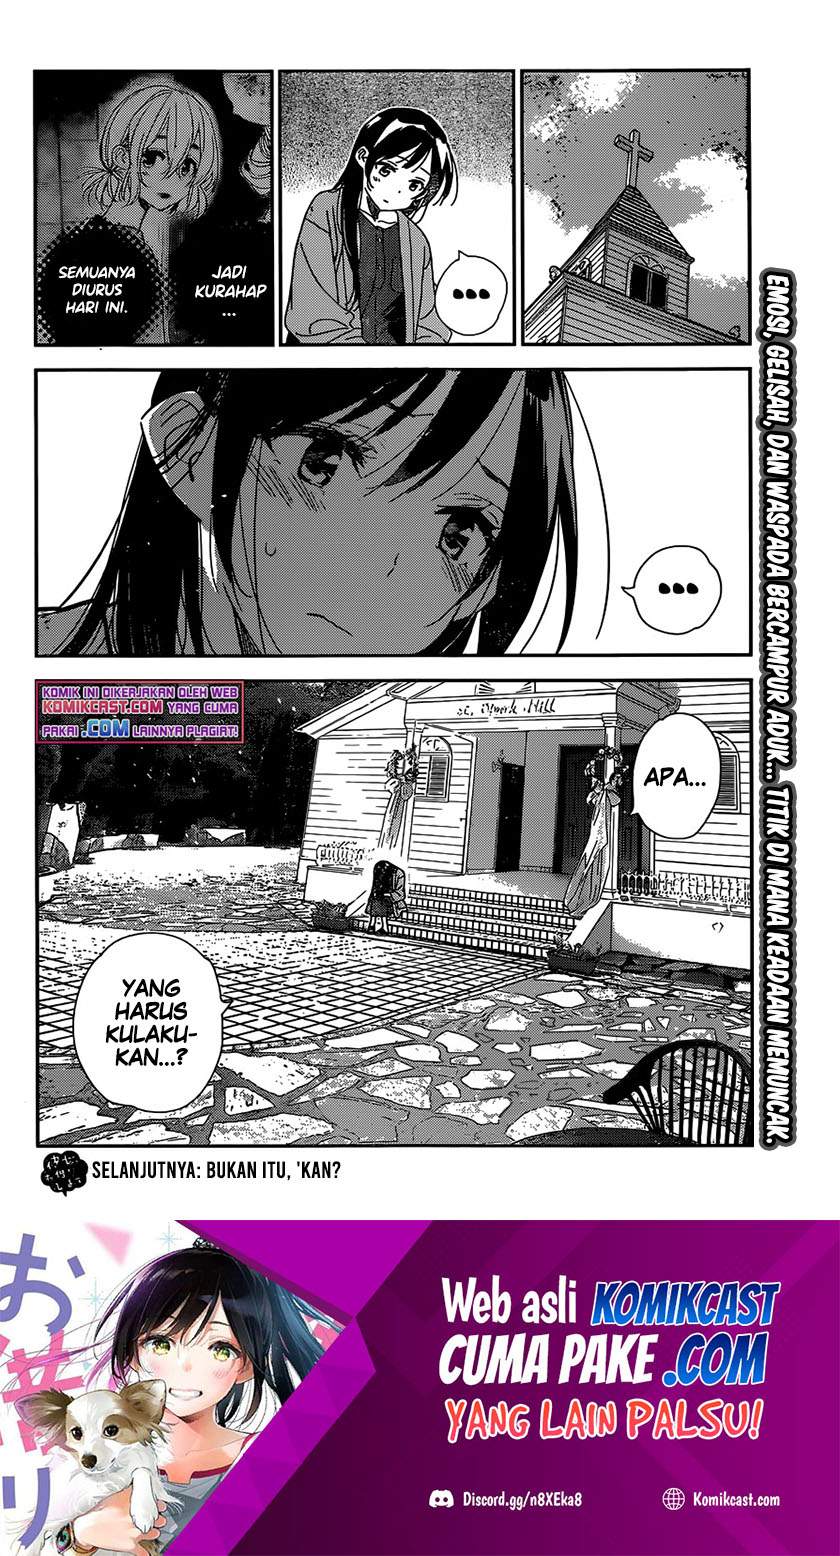 JADI
KURAHAP
...
SEMUANYA
DIURUS
HARI INI.
...
...
EMOSI, GELISAH, DAN WASPADA BERCAMPUR ADUK... TITIK DI MANA KEADAAN MEMUNCAK.
KOMIK INI DIKERJAKAN OLEH WEB
KOMIKCAST.COM YANG CUMA
PAKAI .COM LAINNYA PLAGIAT!
Hill
APA...
YANG
HARUS
KULAKU-
KAN...?
SELANJUTNYA: BUKAN ITU, 'KAN?
お
Web asli KOMIKCAST
CUMA PAKE .COM
YANG LAIN PALSU!
Discord.gg/n8XEka8
Komikcast.com